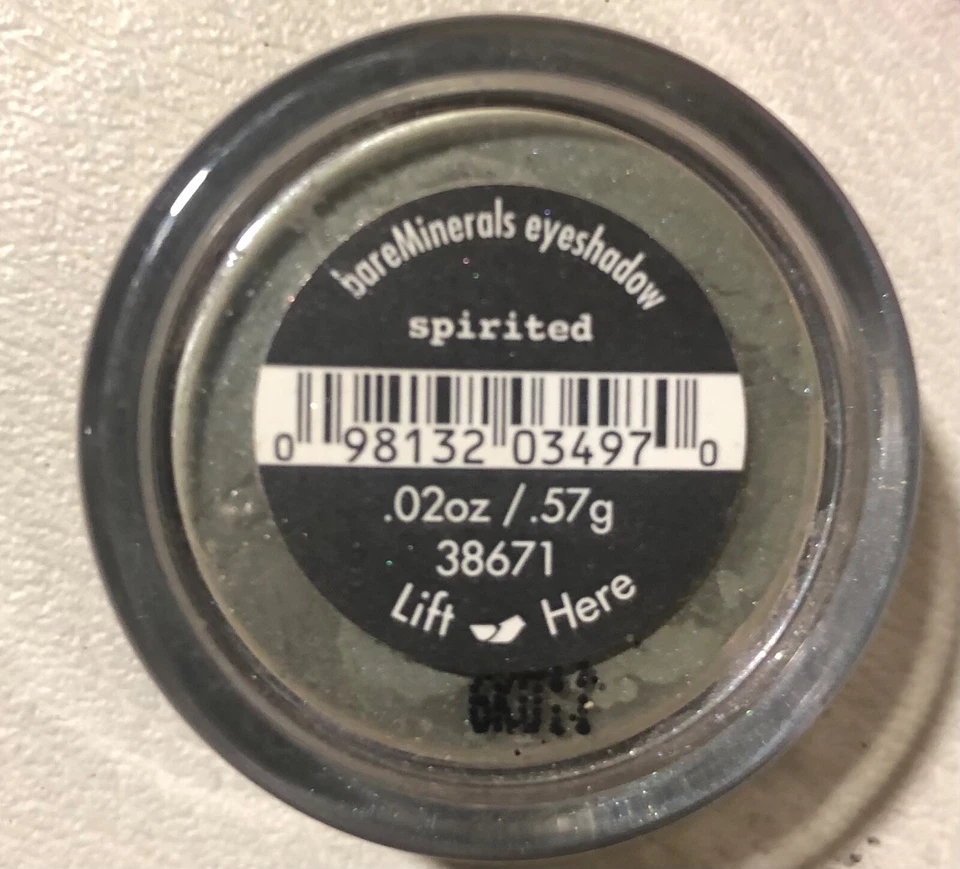 bareMinerals eyeshadow
spirited
0 98132 03497 0
.02oz / .57g
38671
Lift Here